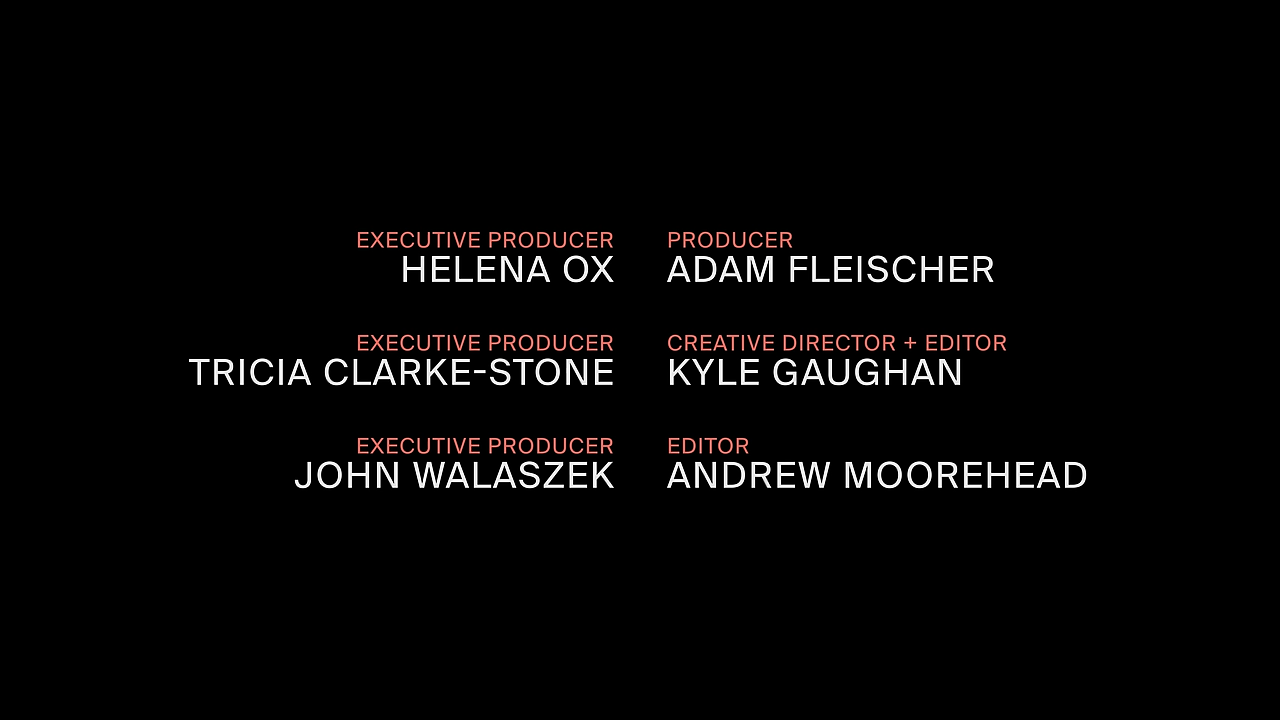 EXECUTIVE PRODUCER
HELENA OX
EXECUTIVE PRODUCER
TRICIA CLARKE-STONE
EXECUTIVE PRODUCER
JOHN WALASZEK
PRODUCER
ADAM FLEISCHER
CREATIVE DIRECTOR + EDITOR
KYLE GAUGHAN
EDITOR
ANDREW MOOREHEAD